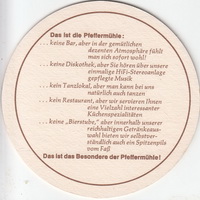 Das ist die Pfeffermühle:
...keine Bar, aber in der gemütlichen
dezenten Atmosphäre fühlt
man sich sofort wohl!
...keine Diskothek, aber Sie hören über unsere
einmalige HiFi-Stereoanlage
gepflegte Musik
...kein Tanzlokal, aber man kann bei uns
natürlich auch tanzen
...kein Restaurant, aber wir servieren Ihnen
eine Vielzahl interessanter
Küchenspezialitäten
...keine „Bierstube,” aber innerhalb unserer
reichhaltigen Getränkeaus-
wahl bieten wir selbstver-
ständlich auch ein Spitzenpils
vom Faß
Das ist das Besondere der Pfeffermühle!